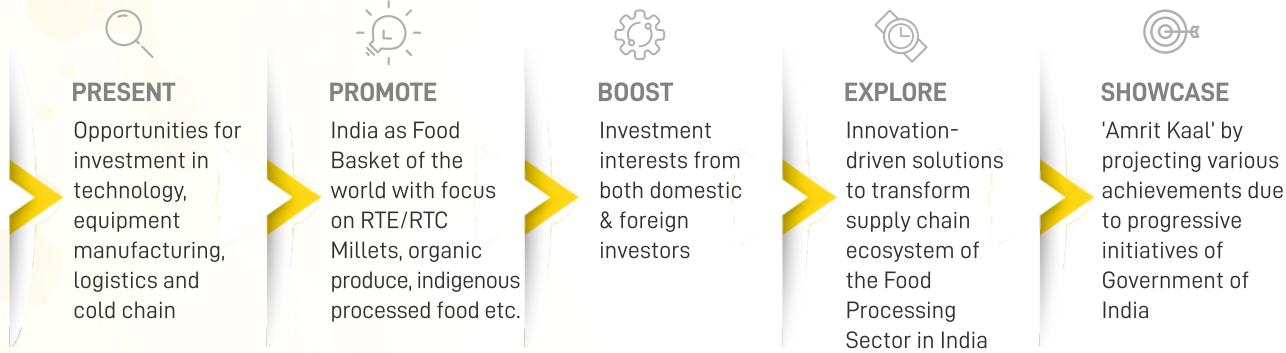 PRESENT
Opportunities for
investment in
technology,
equipment
manufacturing,
logistics and
cold chain
PROMOTE
India as Food
Basket of the
world with focus
on RTE/RTC
Millets, organic
produce, indigenous
processed food etc.
BOOST
Investment
interests from
both domestic
& foreign
investors
EXPLORE
Innovation-
driven solutions
to transform
supply chain
ecosystem of
the Food
Processing
Sector in India
SHOWCASE
‘Amrit Kaal’ by
projecting various
achievements due
to progressive
initiatives of
Government of
India